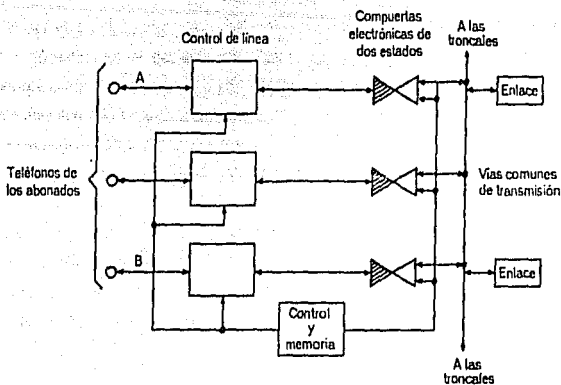 Control de línea
Compuertas
electrónicas de
dos estados
A las
troncales
A
Enlace
Teléfonos de
los abonados
Vías comunes
de transmisión
B
Enlace
Control
y
memoria
A las
troncales